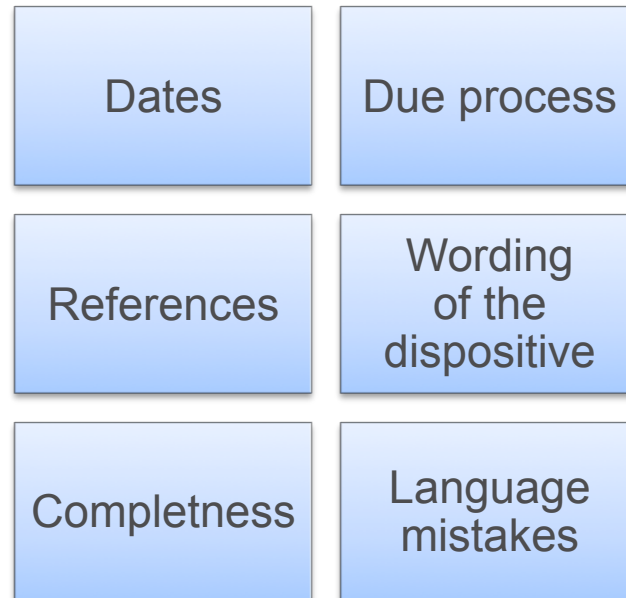 Dates
Due process
References
Wording
of the
dispositive
Completness
Language
mistakes